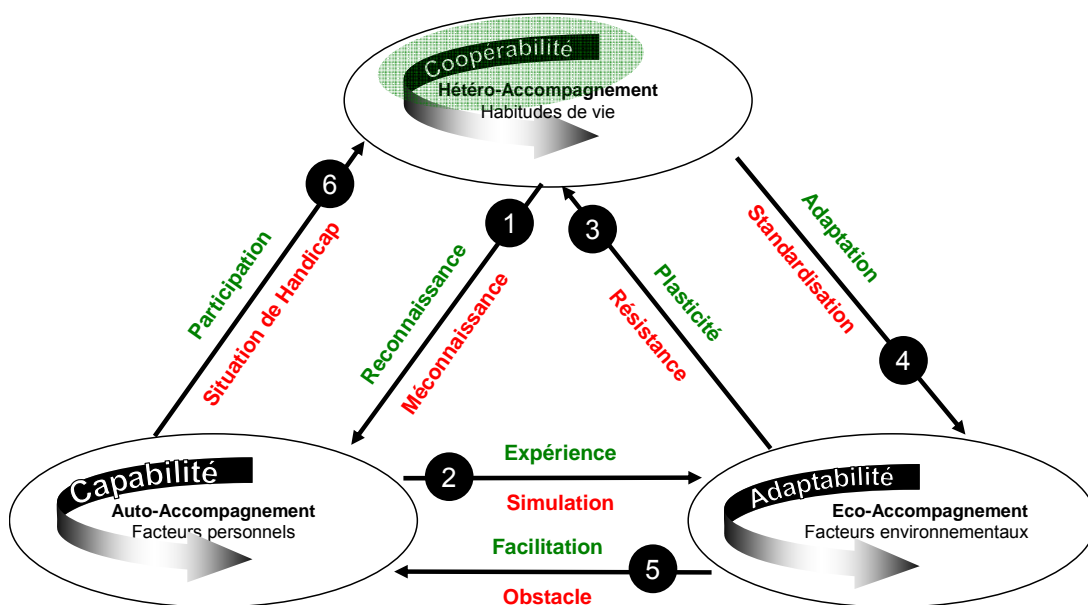 Coopérabilité
Hétéro-Accompagnement
Habitudes de vie
6
1
3
Participation
Situation de Handicap
Reconnaissance
Méconnaissance
Plasticité
Résistance
Adaptation
Standardisation
4
Capabilité
Auto-Accompagnement
Facteurs personnels
2
Expérience
Simulation
Facilitation
5
Obstacle
Adaptabilité
Eco-Accompagnement
Facteurs environnementaux